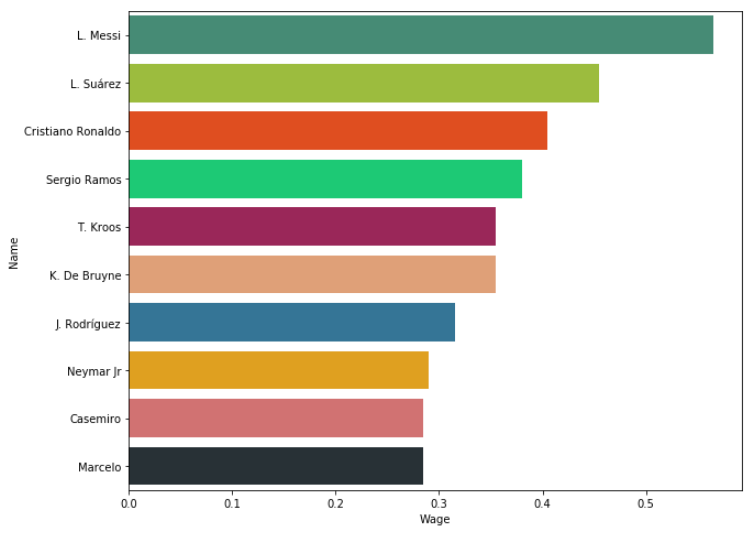 L. Messi
L. Suárez
Cristiano Ronaldo
Sergio Ramos
T. Kroos
K. De Bruyne
J. Rodríguez
Neymar Jr
Casemiro
Marcelo
Name
0.0 0.1 0.2 0.3 0.4 0.5
Wage